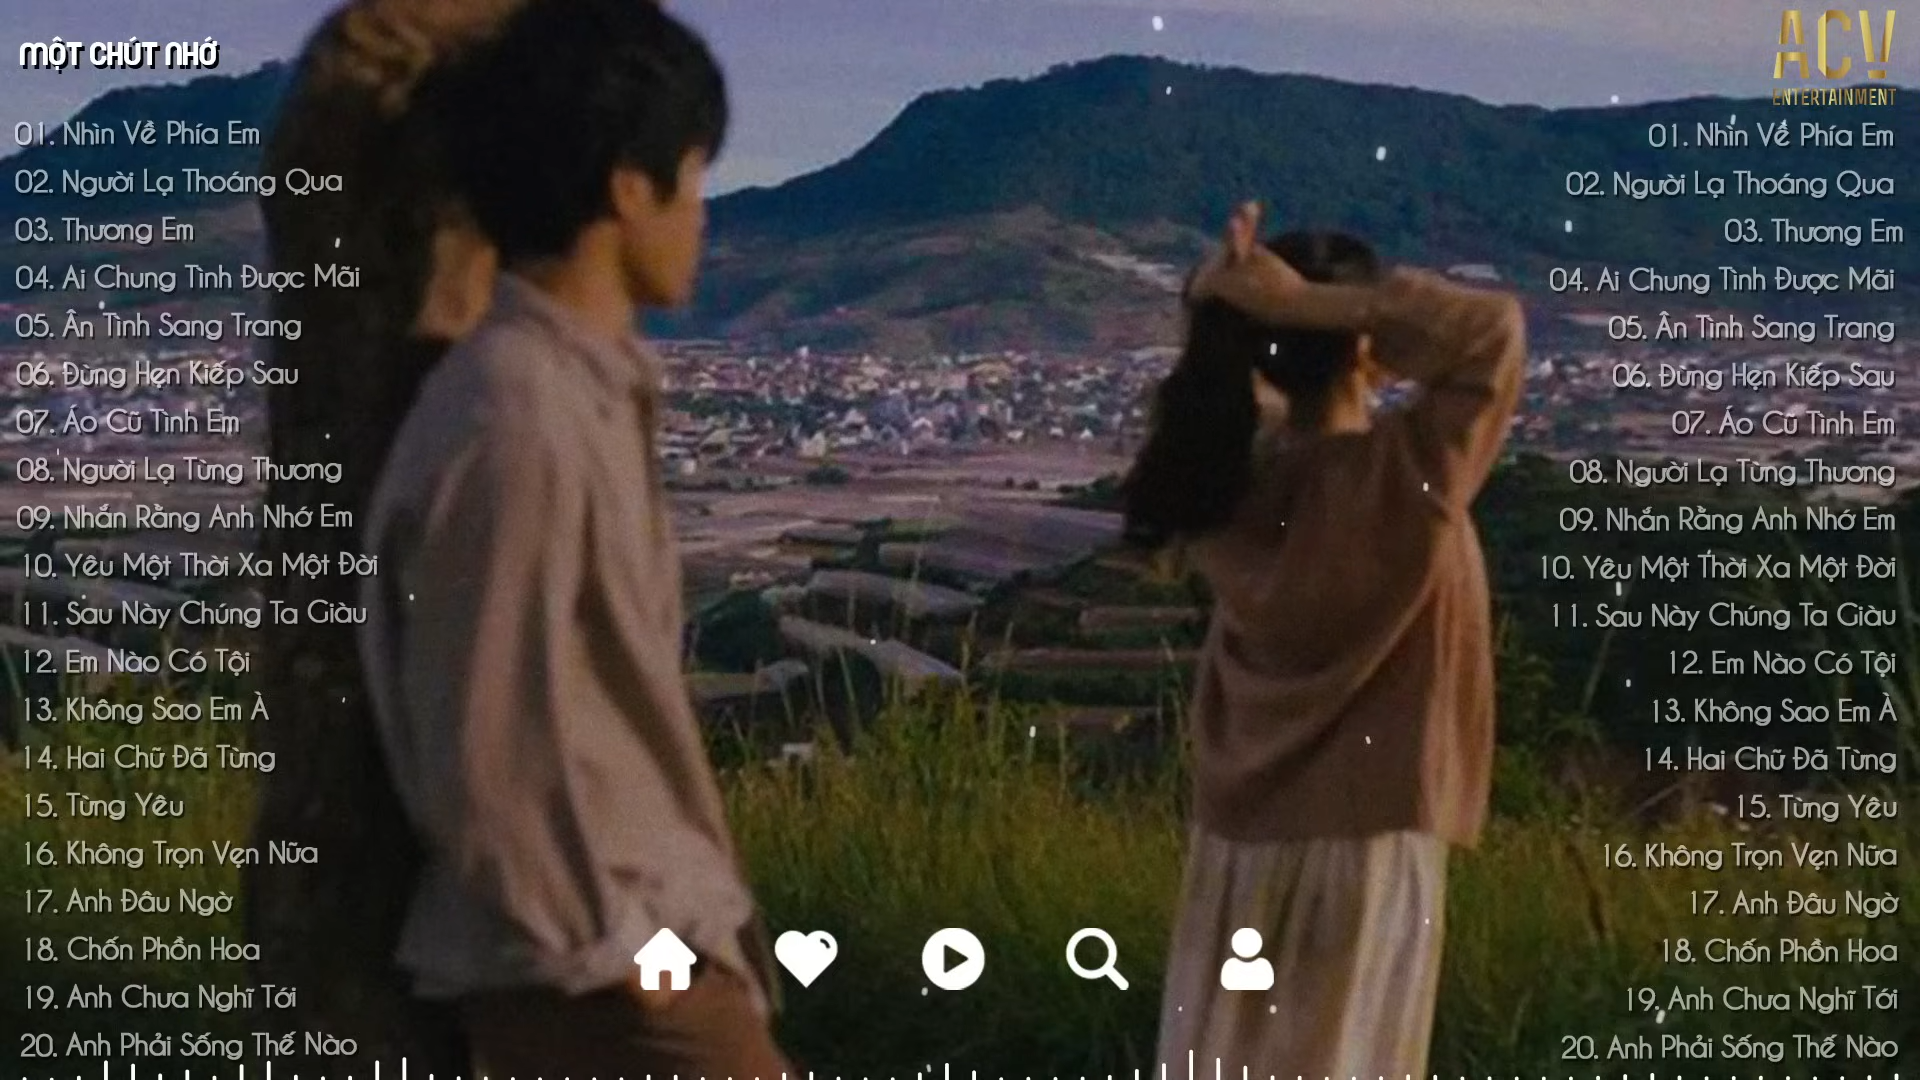 MỘT CHÚT NHỚ
01. Nhìn Về Phía Em
02. Người Lạ Thoáng Qua
03. Thương Em
04. Ai Chung Tình Được Mãi
05. Ân Tình Sang Trang
06. Đừng Hẹn Kiếp Sau
07. Áo Cũ Tình Em
08. Người Lạ Từng Thương
09. Nhắn Rằng Anh Nhớ Em
10. Yêu Một Thời Xa Một Đời
11. Sau Này Chúng Ta Giàu
12. Em Nào Có Tội
13. Không Sao Em À
14. Hai Chữ Đã Từng
15. Từng Yêu
16. Không Trọn Vẹn Nữa
17. Anh Đâu Ngờ
18. Chốn Phồn Hoa
19. Anh Chưa Nghĩ Tới
20. Anh Phải Sống Thế Nào
ACV
ENTERTAINMENT
01. Nhìn Về Phía Em
02. Người Lạ Thoáng Qua
03. Thương Em
04. Ai Chung Tình Được Mãi
05. Ân Tình Sang Trang
06. Đừng Hẹn Kiếp Sau
07. Áo Cũ Tình Em
08. Người Lạ Từng Thương
09. Nhắn Rằng Anh Nhớ Em
10. Yêu Một Thời Xa Một Đời
11. Sau Này Chúng Ta Giàu
12. Em Nào Có Tội
13. Không Sao Em À
14. Hai Chữ Đã Từng
15. Từng Yêu
16. Không Trọn Vẹn Nữa
17. Anh Đâu Ngờ
18. Chốn Phồn Hoa
19. Anh Chưa Nghĩ Tới
20. Anh Phải Sống Thế Nào